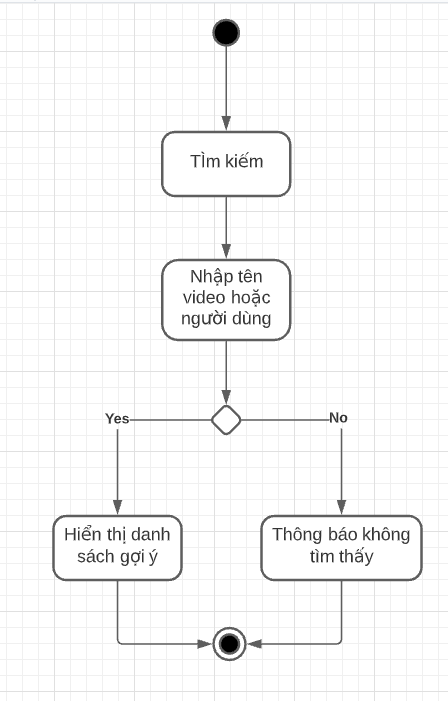 TÌm kiếm
Nhập tên
video hoặc
người dùng
Yes
No
Hiển thị danh
sách gợi ý
Thông báo không
tìm thấy